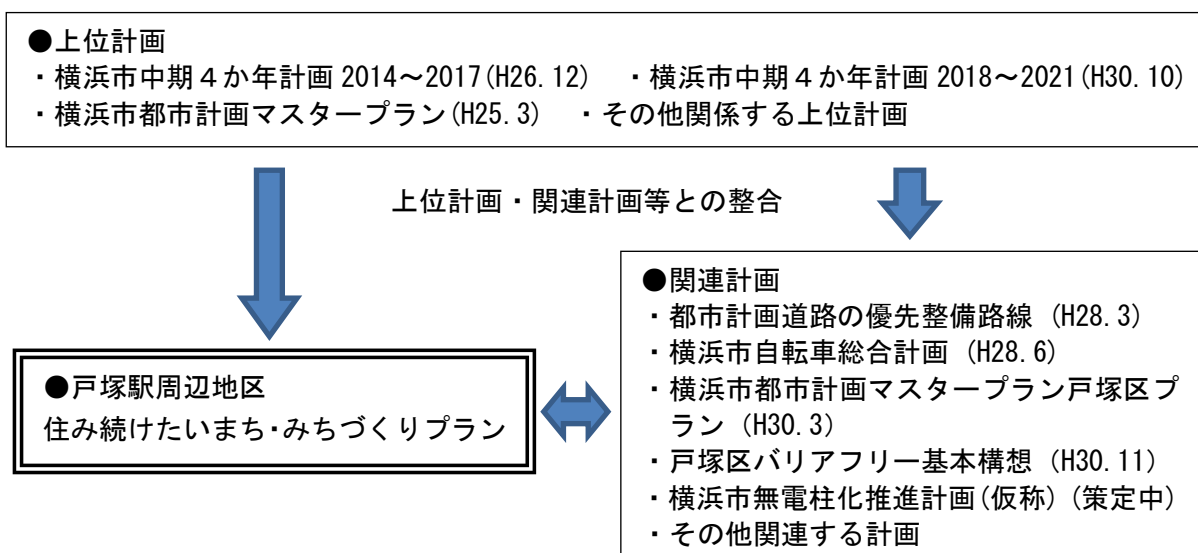 ●上位計画
・横浜市中期４か年計画 2014～2017(H26.12)　・横浜市中期４か年計画 2018～2021(H30.10)
・横浜市都市計画マスタープラン(H25.3)　・その他関係する上位計画
上位計画・関連計画等との整合
●戸塚駅周辺地区
住み続けたいまち・みちづくりプラン
●関連計画
・都市計画道路の優先整備路線 (H28.3)
・横浜市自転車総合計画 (H28.6)
・横浜市都市計画マスタープラン戸塚区プ
ラン (H30.3)
・戸塚区バリアフリー基本構想 (H30.11)
・横浜市無電柱化推進計画(仮称)(策定中)
・その他関連する計画